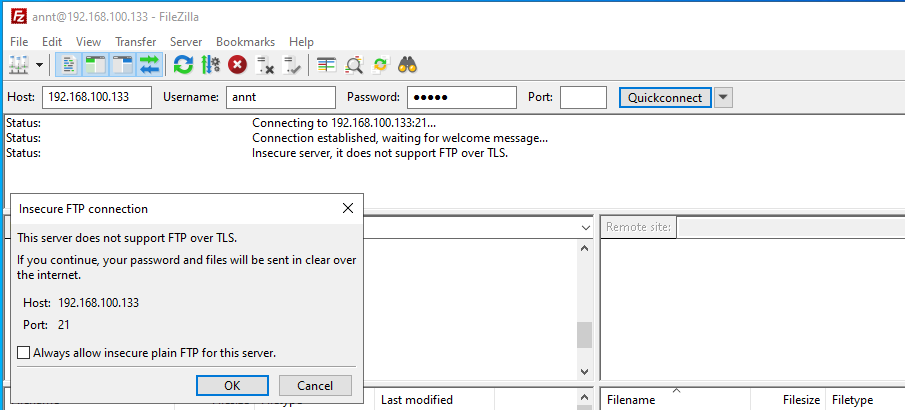 annt@192.168.100.133 - FileZilla
File Edit View Transfer Server Bookmarks Help
Host: 192.168.100.133 Username: annt Password: ●●●●● Port: Quickconnect
Status: Connecting to 192.168.100.133:21...
Status: Connection established, waiting for welcome message...
Status: Insecure server, it does not support FTP over TLS.
Insecure FTP connection
This server does not support FTP over TLS.
If you continue, your password and files will be sent in clear over
the internet.
Host: 192.168.100.133
Port: 21
Always allow insecure plain FTP for this server.
OK Cancel
Remote site:
Last modified
Filename Filesize Filetype